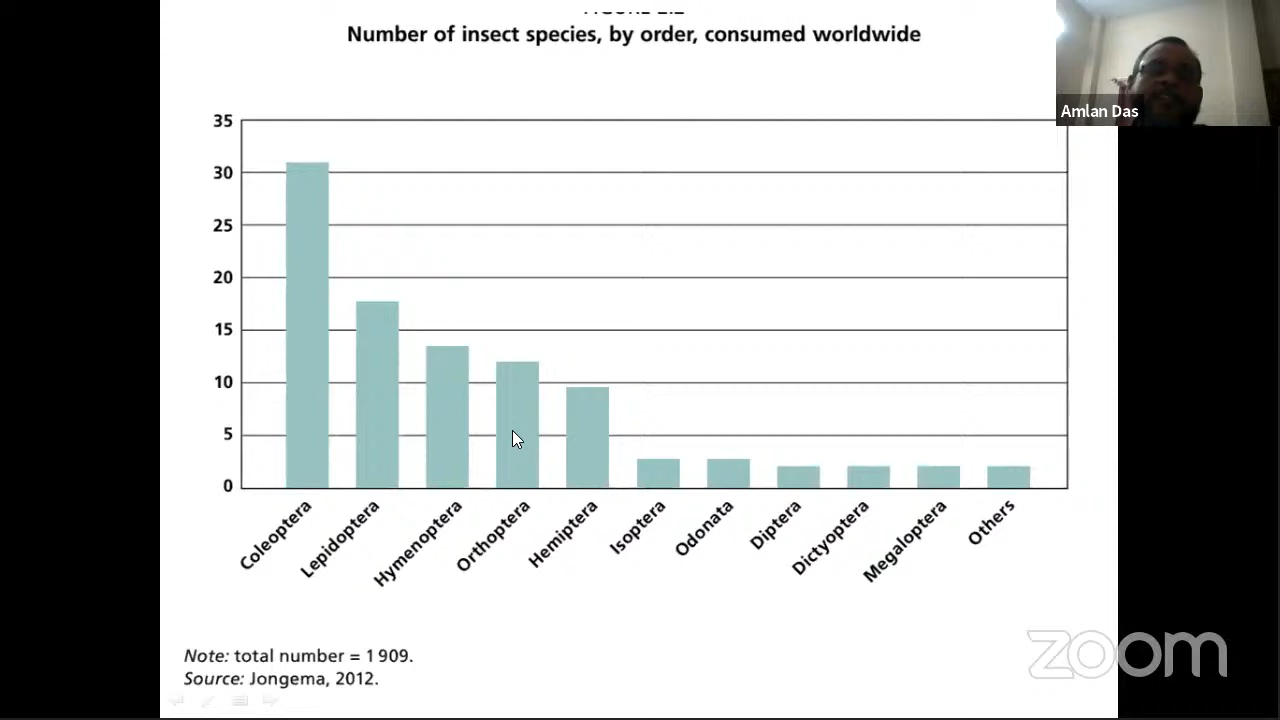 Number of insect species, by order, consumed worldwide
Amlan Das
35
30
25
20
15
10
5
0
Coleoptera
Lepidoptera
Hymenoptera
Orthoptera
Hemiptera
Isoptera
Odonata
Diptera
Dictyoptera
Megaloptera
Others
Note: total number = 1 909.
Source: Jongema, 2012.
zoom